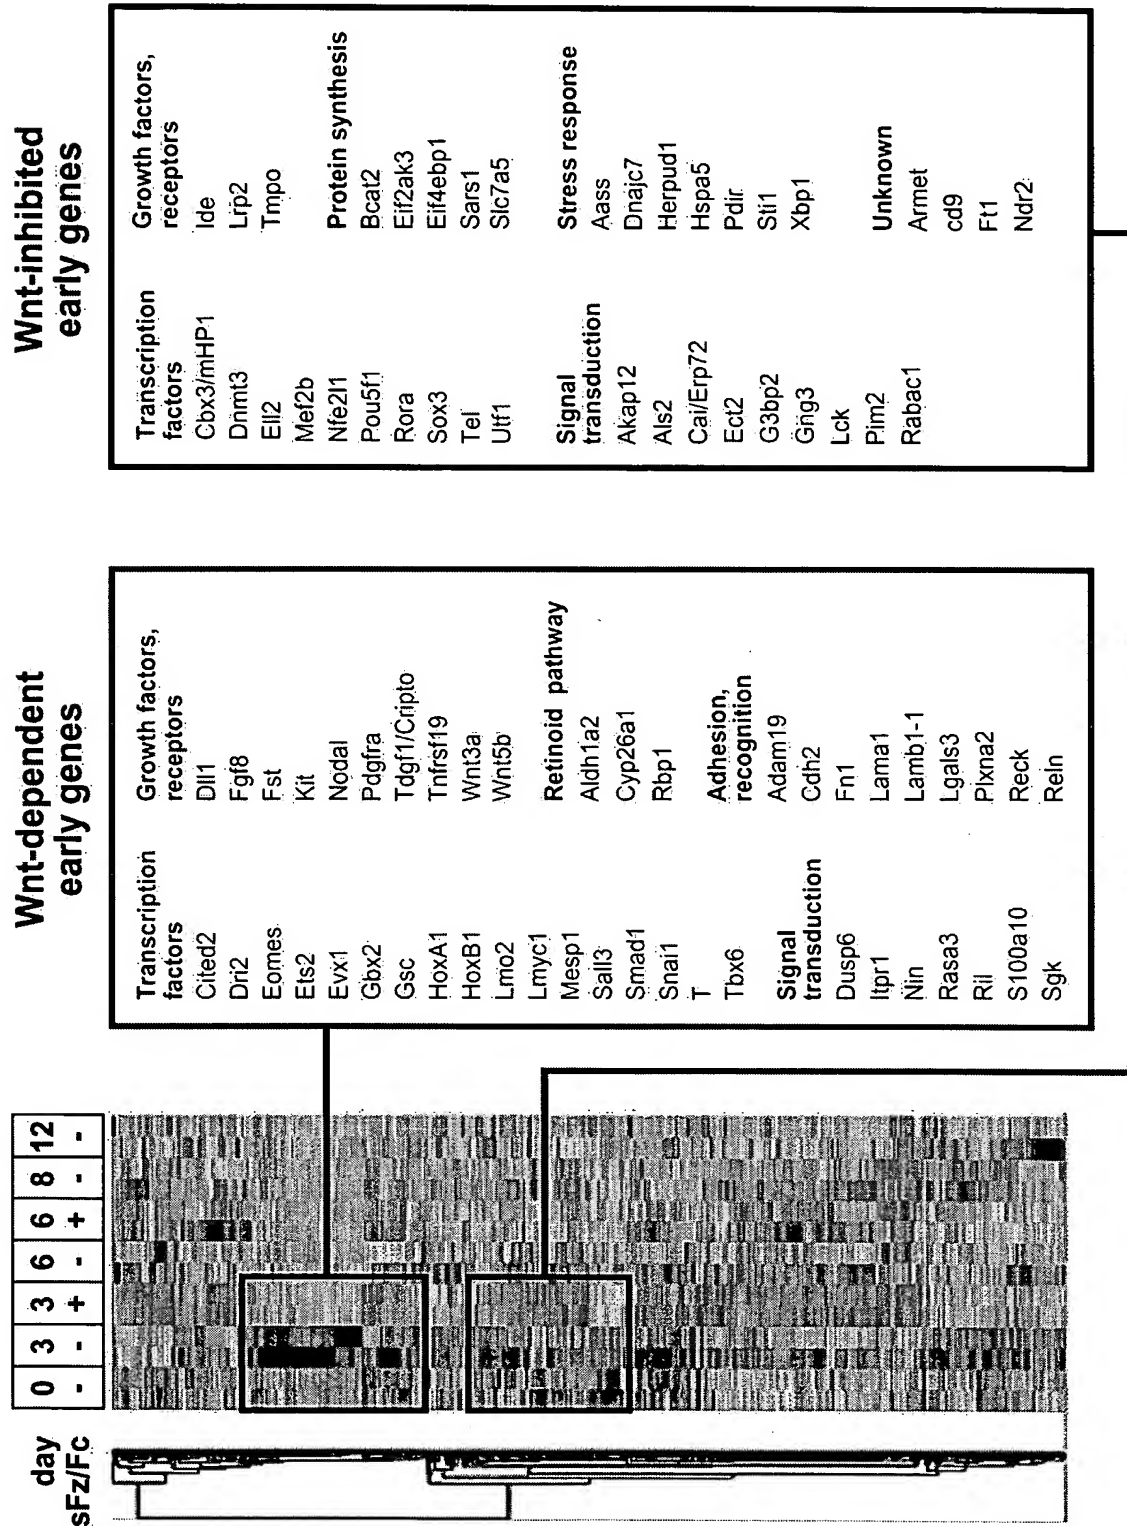 day 0 3 3 6 6 8 12
sFz/Fc - - + - + - -
Wnt-dependent
early genes
Transcription
factors
Cited2
Dri2
Eomes
Ets2
Evx1
Gbx2
Gsc
HoxA1
HoxB1
Lmo2
Lmyc1
Mesp1
Sall3
Smad1
Snai1
T
Tbx6
Signal
transduction
Dusp6
Itpr1
Nin
Rasa3
Ril
S100a10
Sgk
Growth factors,
receptors
Dll1
Fgf8
Fst
Kit
Nodal
Pdgfra
Tdgf1/Cripto
Tnfrsf19
Wnt3a
Wnt5b
Retinoid pathway
Aldh1a2
Cyp26a1
Rbp1
Adhesion,
recognition
Adam19
Cdh2
Fn1
Lama1
Lamb1-1
Lgals3
Plxna2
Reck
Reln
Wnt-inhibited
early genes
Transcription
factors
Cbx3/mHP1
Dnmt3
Ell2
Mef2b
Nfe2l1
Pou5f1
Rora
Sox3
Tel
Utf1
Signal
transduction
Akap12
Als2
Cai/Erp72
Ect2
G3bp2
Gng3
Lck
Pim2
Rabac1
Growth factors,
receptors
Ide
Lrp2
Tmpo
Protein synthesis
Bcat2
Eif2ak3
Eif4ebp1
Sars1
Slc7a5
Stress response
Aass
Dnajc7
Herpud1
Hspa5
Pdir
Sti1
Xbp1
Unknown
Armet
cd9
Ft1
Ndr2